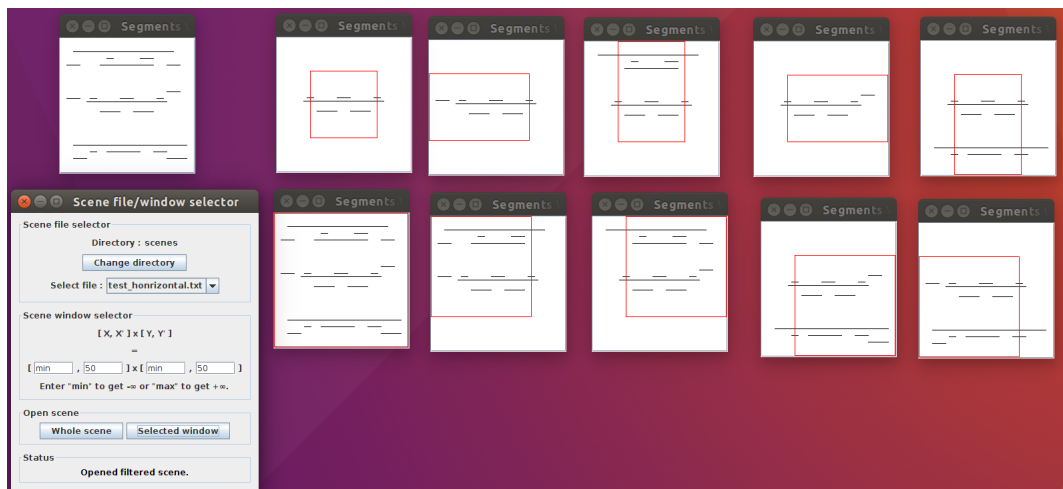 Segments
Segments
Segments
Segments
Segments
Segments
Scene file/window selector
Scene file selector
Directory : scenes
Change directory
Select file : test_honrizontal.txt
Scene window selector
[ X, X' ] x [ Y, Y' ]
=
[ min , 50 ] x [ min , 50 ]
Enter "min" to get -∞ or "max" to get +∞.
Open scene
Whole scene Selected window
Status
Opened filtered scene.
Segments
Segments
Segments
Segments
Segments